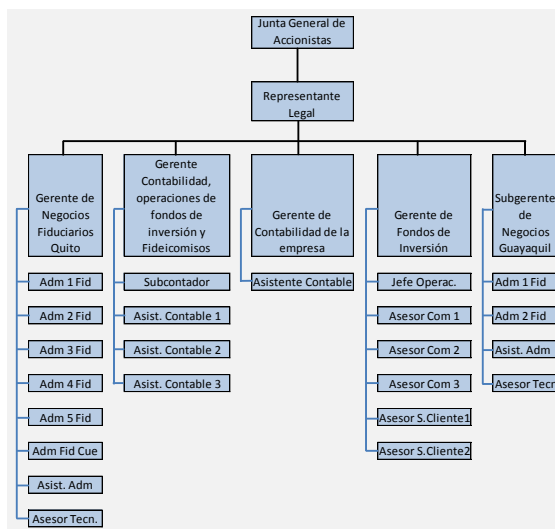 Junta General de
Accionistas
Representante
Legal
Gerente de
Negocios
Fiduciarios
Quito
Adm 1 Fid
Adm 2 Fid
Adm 3 Fid
Adm 4 Fid
Adm 5 Fid
Adm Fid Cue
Asist. Adm
Asesor Tecn.
Gerente
Contabilidad,
operaciones de
fondos de
inversión y
Fideicomisos
Subcontador
Asist. Contable 1
Asist. Contable 2
Asist. Contable 3
Gerente de
Contabilidad de la
empresa
Asistente Contable
Gerente de
Fondos de
Inversión
Jefe Operac.
Asesor Com 1
Asesor Com 2
Asesor Com 3
Asesor S.Cliente1
Asesor S.Cliente2
Subgerente
de
Negocios
Guayaquil
Adm 1 Fid
Adm 2 Fid
Asist. Adm
Asesor Tecn